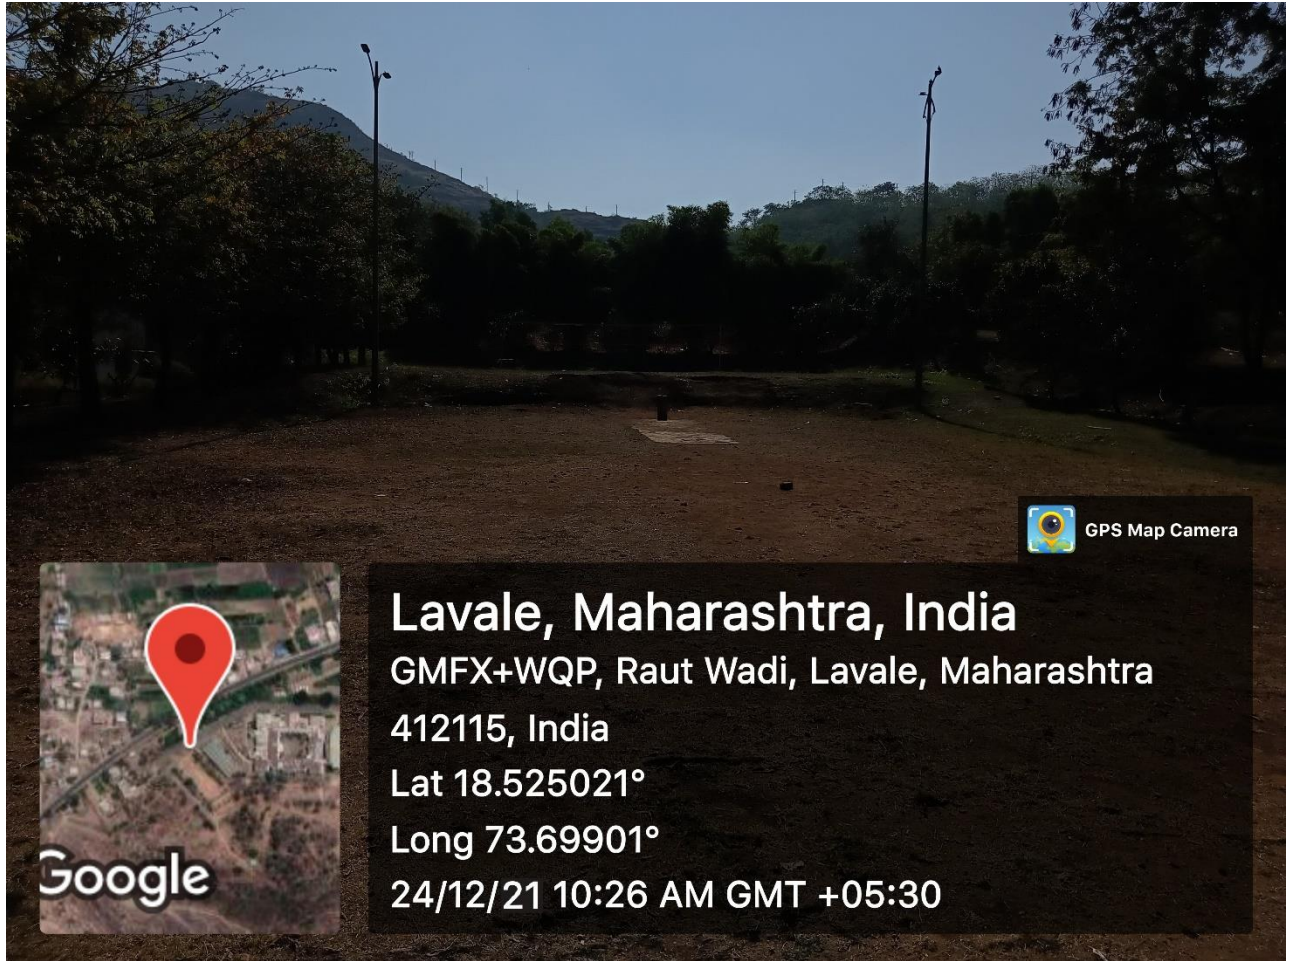 GPS Map Camera
Lavale, Maharashtra, India
GMFX+WQP, Raut Wadi, Lavale, Maharashtra
412115, India
Lat 18.525021°
Long 73.69901°
24/12/21 10:26 AM GMT +05:30
Google